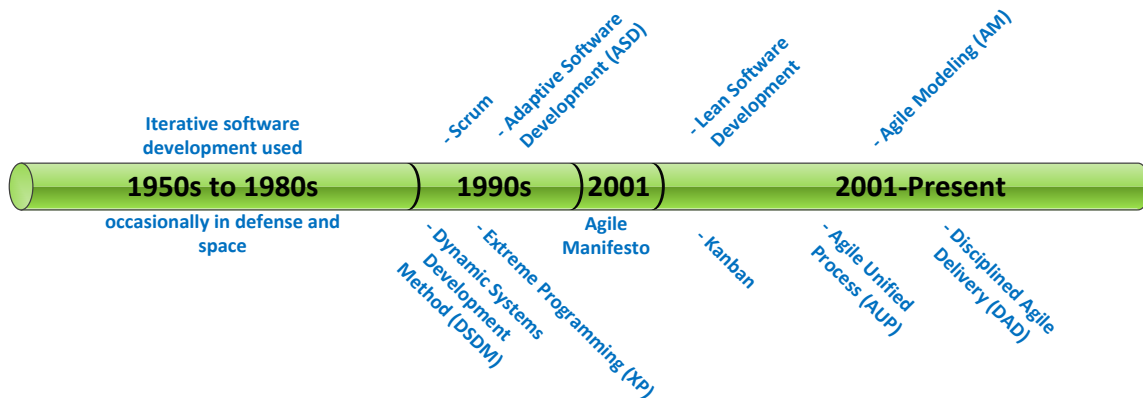 - Scrum
- Adaptive Software
Development (ASD)
- Lean Software
Development
- Agile Modeling (AM)
Iterative software
development used
1950s to 1980s
1990s
2001
2001-Present
occasionally in defense and
space
Agile
Manifesto
- Dynamic Systems
Development
Method (DSDM)
- Extreme Programming (XP)
- Kanban
- Agile Unified
Process (AUP)
- Disciplined Agile
Delivery (DAD)